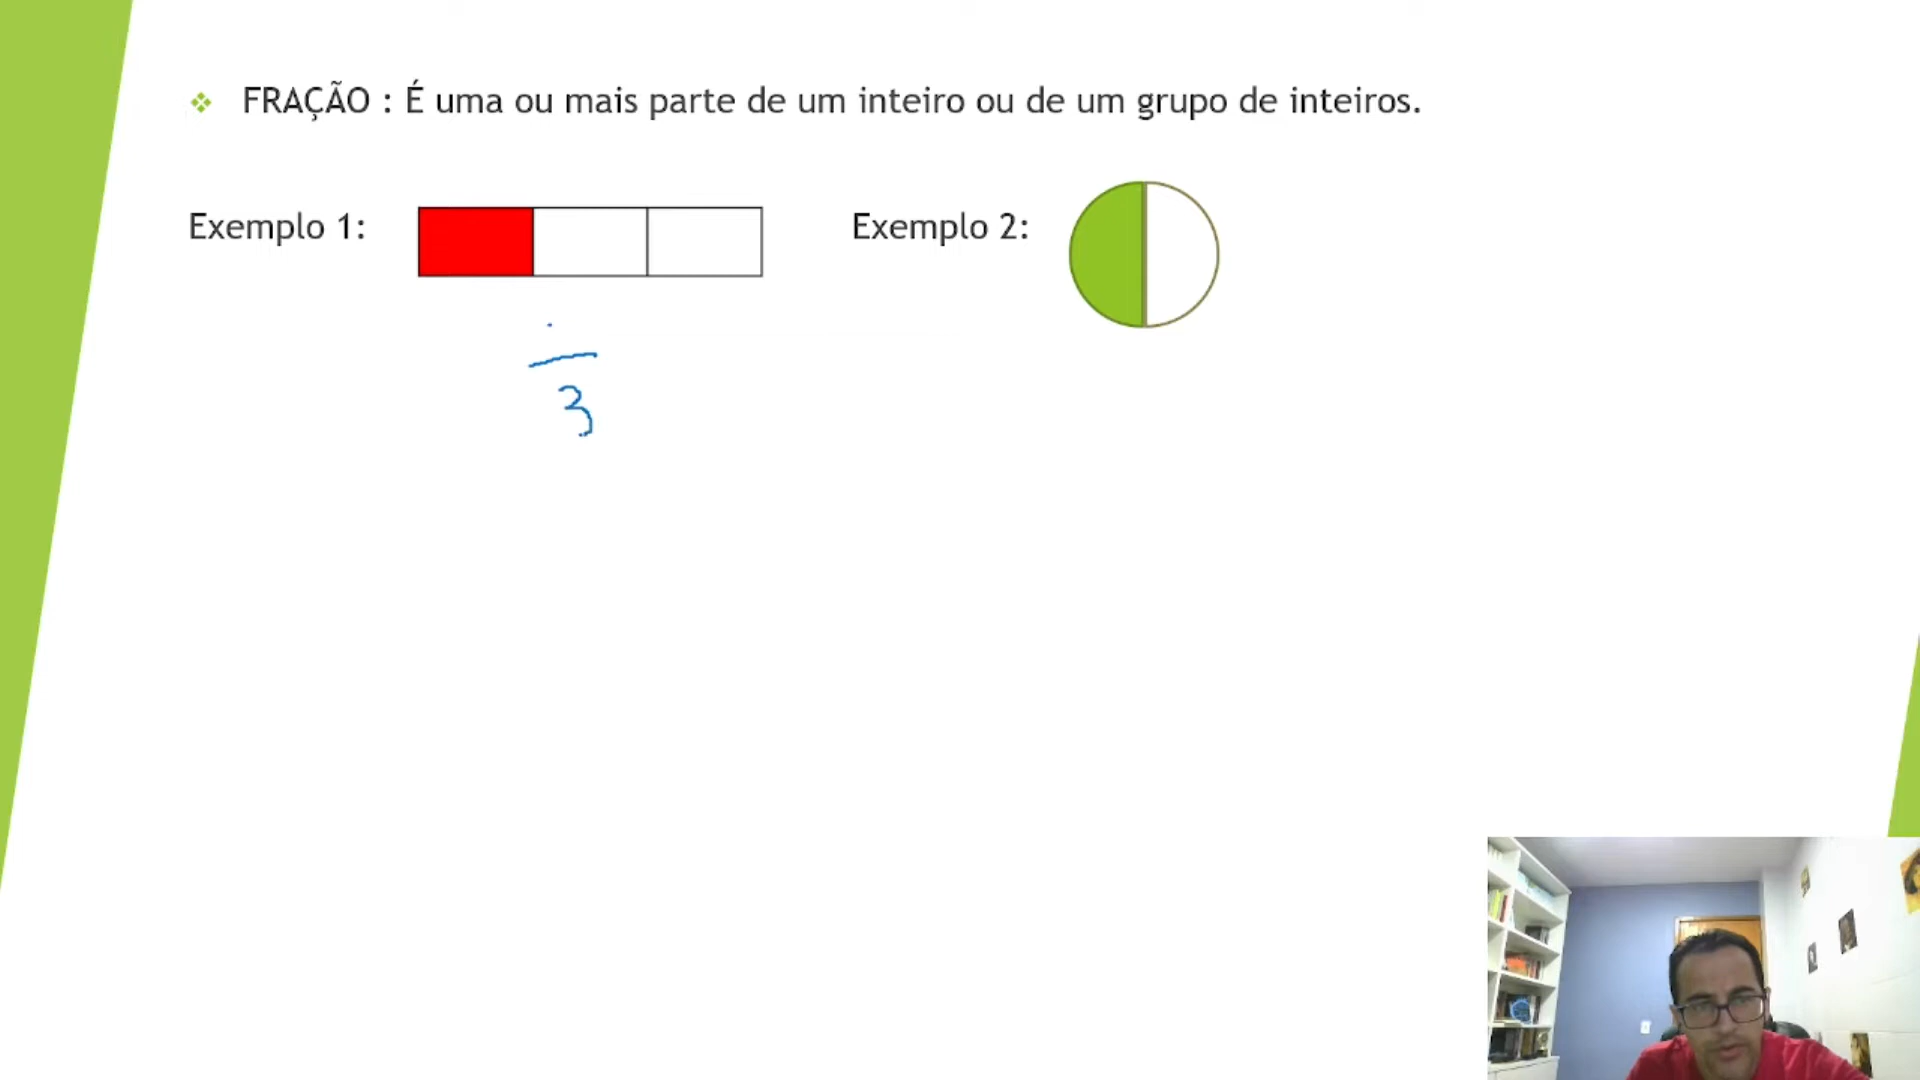 FRAÇÃO : É uma ou mais parte de um inteiro ou de um grupo de inteiros.
Exemplo 1:
Exemplo 2:
3